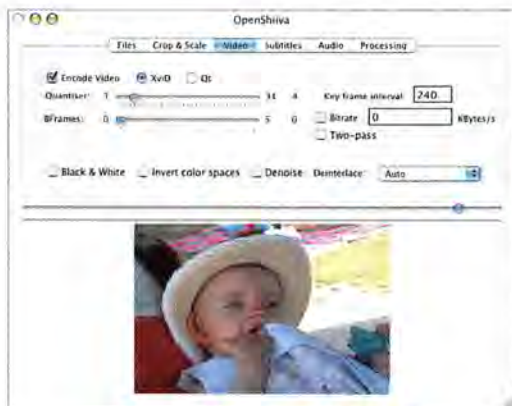 OpenShiiva
Files Crop & Scale Video Subtitles Audio Processing
Encode Video XviD Qt
Quantiser: 1 31 4 Key frame interval 240
BFrames: 0 5 0 Bitrate 0 KBytes/s
Two-pass
Black & White Invert color spaces Denoise Deinterlace: Auto